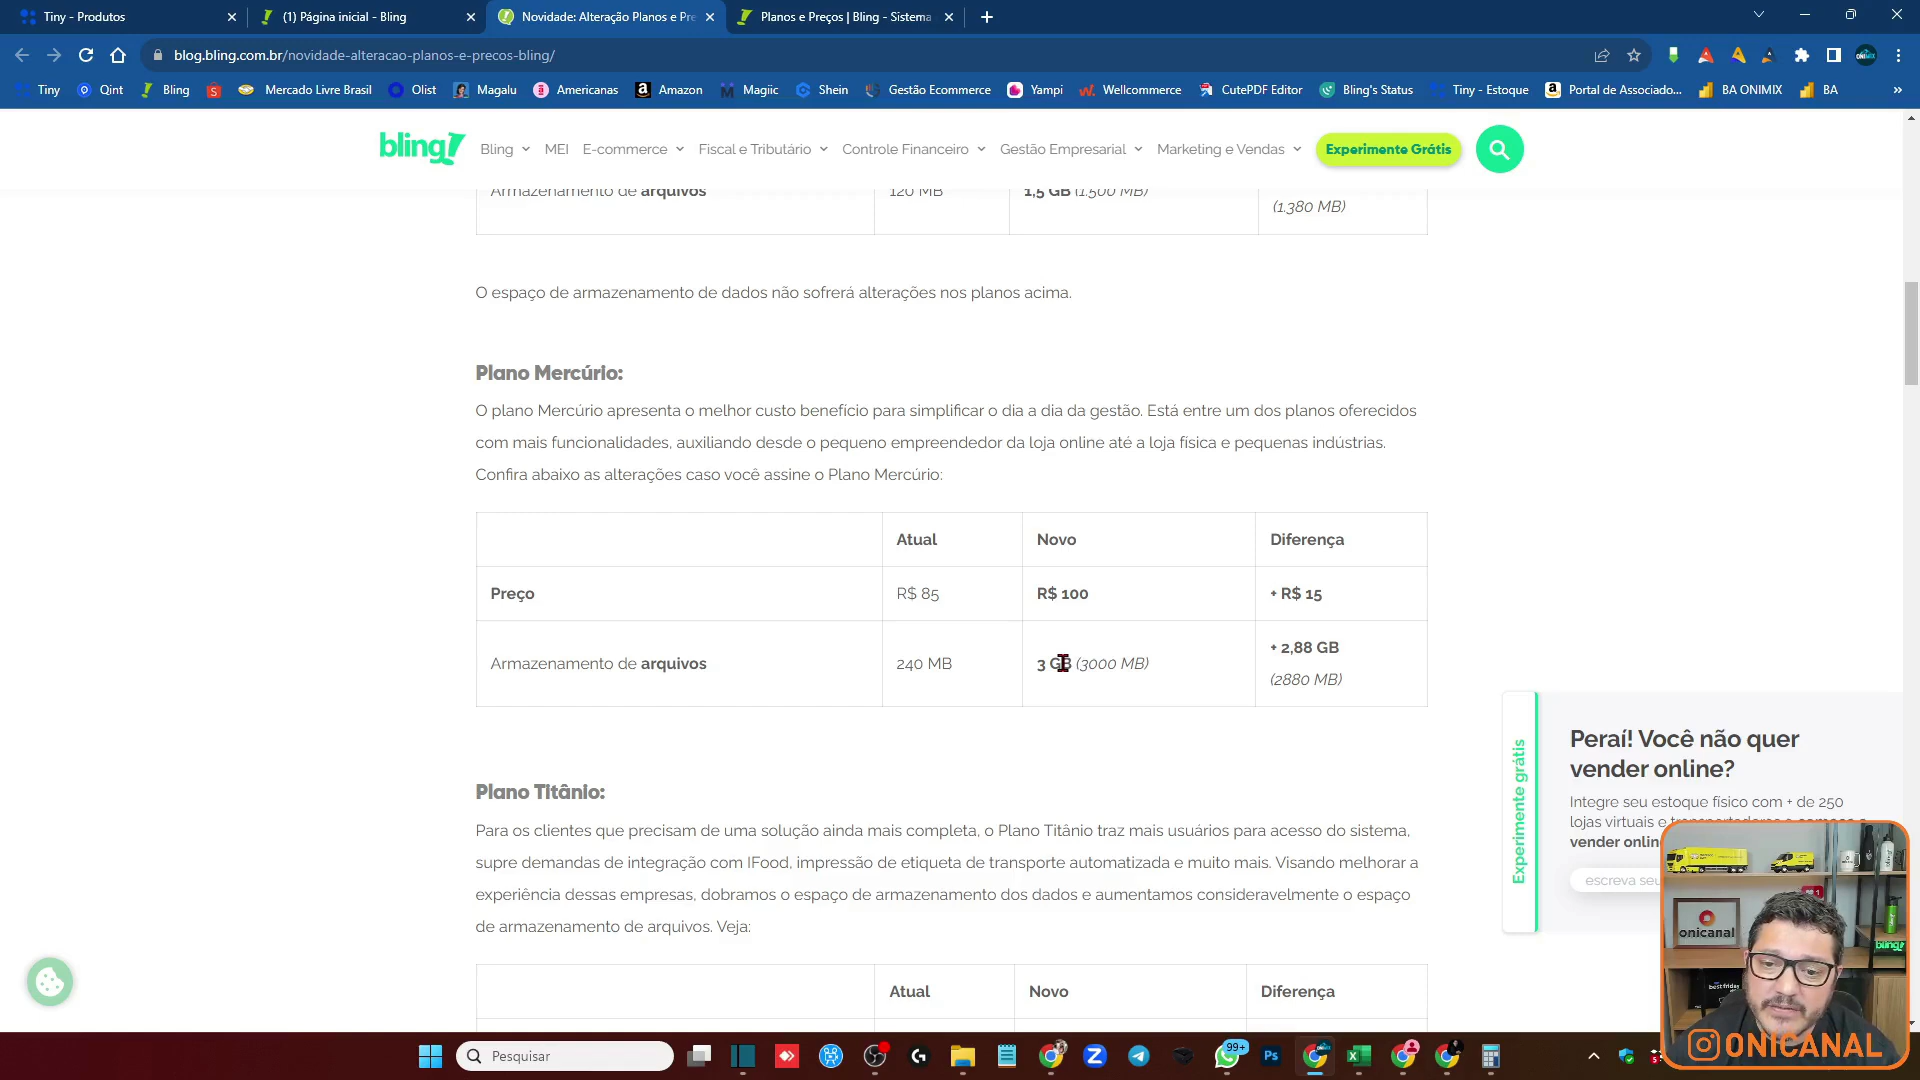 Tiny - Produtos
(1) Página inicial - Bling
Novidade: Alteração Planos e Pre
Planos e Preços | Bling - Sistema
blog.bling.com.br/novidade-alteracao-planos-e-precos-bling/
Tiny
Qint
Bling
Mercado Livre Brasil
Olist
Magalu
Americanas
Amazon
Magiic
Shein
Gestão Ecommerce
Yampi
Wellcommerce
CutePDF Editor
Bling's Status
Tiny - Estoque
Portal de Associado...
BA ONIMIX
BA
»
bling!
Bling
MEI
E-commerce
Fiscal e Tributário
Controle Financeiro
Gestão Empresarial
Marketing e Vendas
Experimente Grátis
Armazenamento de arquivos
120 MB
1,5 GB (1.500 MB)
(1.380 MB)
O espaço de armazenamento de dados não sofrerá alterações nos planos acima.
Plano Mercúrio:
O plano Mercúrio apresenta o melhor custo benefício para simplificar o dia a dia da gestão. Está entre um dos planos oferecidos
com mais funcionalidades, auxiliando desde o pequeno empreendedor da loja online até a loja física e pequenas indústrias.
Confira abaixo as alterações caso você assine o Plano Mercúrio:
Atual
Novo
Diferença
Preço
R$ 85
R$ 100
+ R$ 15
Armazenamento de arquivos
240 MB
3 GB (3000 MB)
+ 2,88 GB
(2880 MB)
Plano Titânio:
Para os clientes que precisam de uma solução ainda mais completa, o Plano Titânio traz mais usuários para acesso do sistema,
supre demandas de integração com IFood, impressão de etiqueta de transporte automatizada e muito mais. Visando melhorar a
experiência dessas empresas, dobramos o espaço de armazenamento dos dados e aumentamos consideravelmente o espaço
de armazenamento de arquivos. Veja:
Atual
Novo
Diferença
Experimente grátis
Peraí! Você não quer
vender online?
Integre seu estoque físico com + de 250
lojas virtuais e
vender onlin
escreva seu
onicanal
bling!
best friday
ONICANAL
Pesquisar
99+
Ps